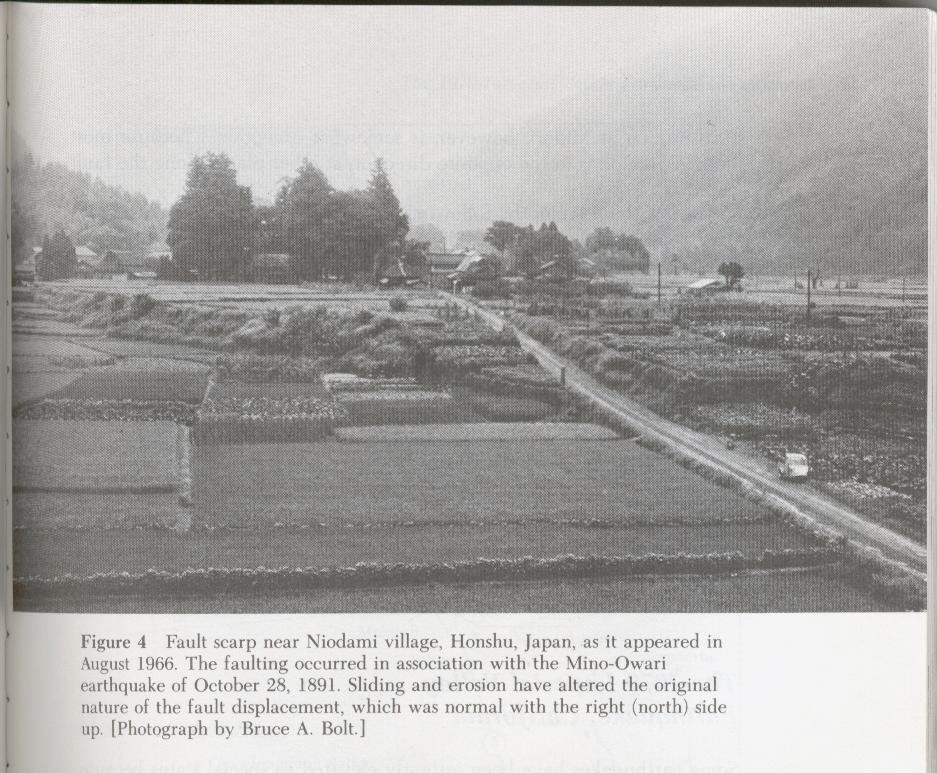 Figure 4 Fault scarp near Niodami village, Honshu, Japan, as it appeared in
August 1966. The faulting occurred in association with the Mino-Owari
earthquake of October 28, 1891. Sliding and erosion have altered the original
nature of the fault displacement, which was normal with the right (north) side
up. [Photograph by Bruce A. Bolt.]